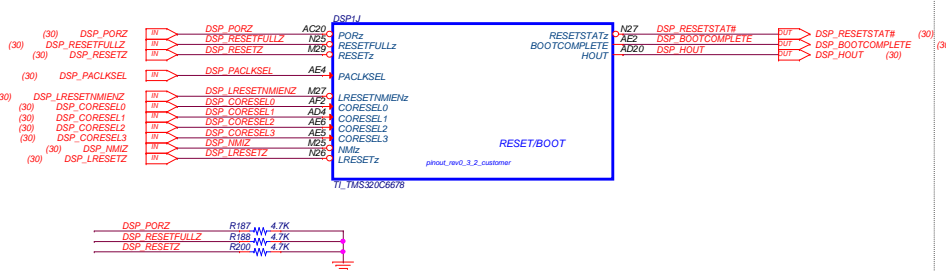 DSP1J
(30) DSP_PORZ IN DSP_PORZ AC20 PORz RESETSTATz N27 DSP_RESETSTAT# OUT DSP_RESETSTAT# (30)
(30) DSP_RESETFULLZ IN DSP_RESETFULLZ N25 RESETFULLz BOOTCOMPLETE AE2 DSP_BOOTCOMPLETE OUT DSP_BOOTCOMPLETE
(30) DSP_RESETZ IN DSP_RESETZ M29 RESETz HOUT AD20 DSP_HOUT OUT DSP_HOUT (30)
(30) DSP_PACLKSEL IN DSP_PACLKSEL AE4 PACLKSEL
(30) DSP_LRESETNMIENZ IN DSP_LRESETNMIENZ M27 LRESETNMIENz
(30) DSP_CORESEL0 IN DSP_CORESEL0 AF2 CORESEL0
(30) DSP_CORESEL1 IN DSP_CORESEL1 AD4 CORESEL1
(30) DSP_CORESEL2 IN DSP_CORESEL2 AE6 CORESEL2
(30) DSP_CORESEL3 IN DSP_CORESEL3 AE5 CORESEL3
(30) DSP_NMIZ IN DSP_NMIZ M25 NMIz
(30) DSP_LRESETZ IN DSP_LRESETZ N26 LRESETz
RESET/BOOT
pinout_rev0_3_2_customer
TI_TMS320C6678
DSP_PORZ R187 4.7K
DSP_RESETFULLZ R188 4.7K
DSP_RESETZ R200 4.7K